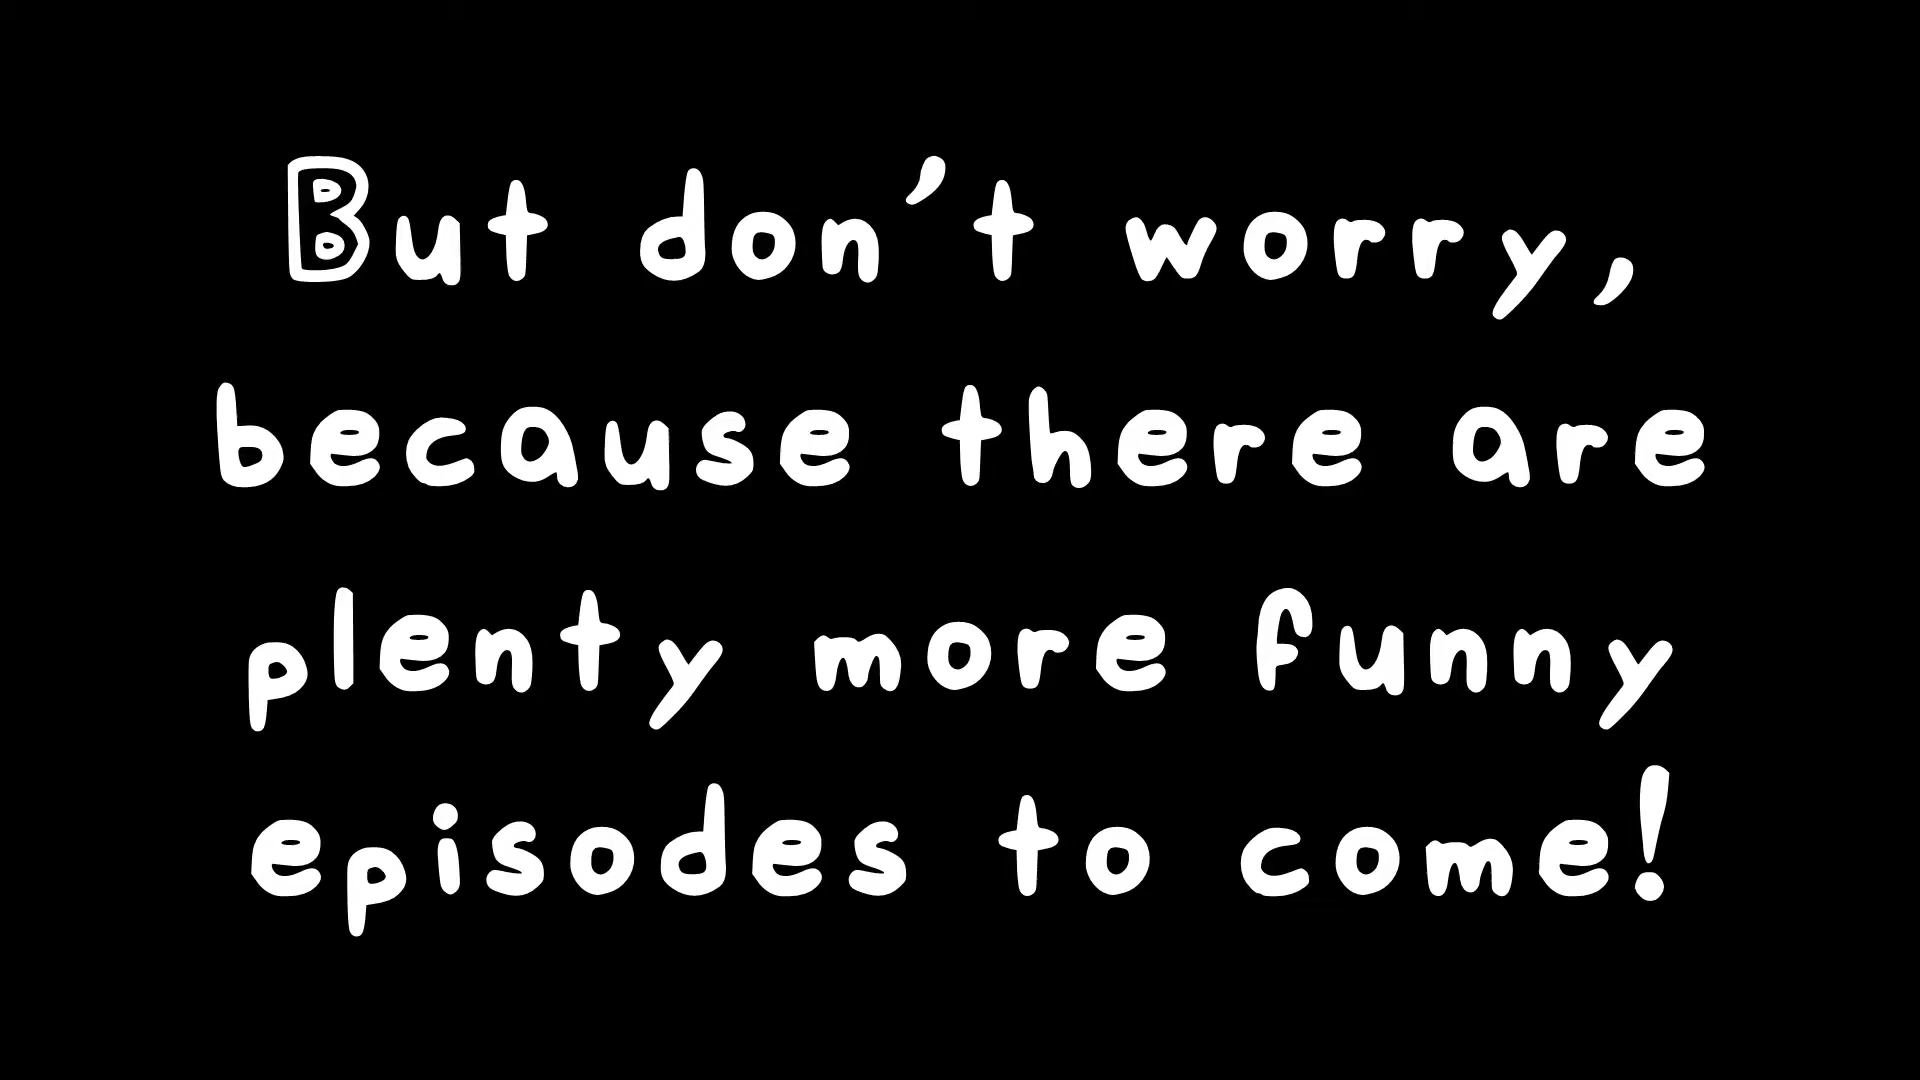 But don't worry,
because there are
plenty more funny
episodes to come!